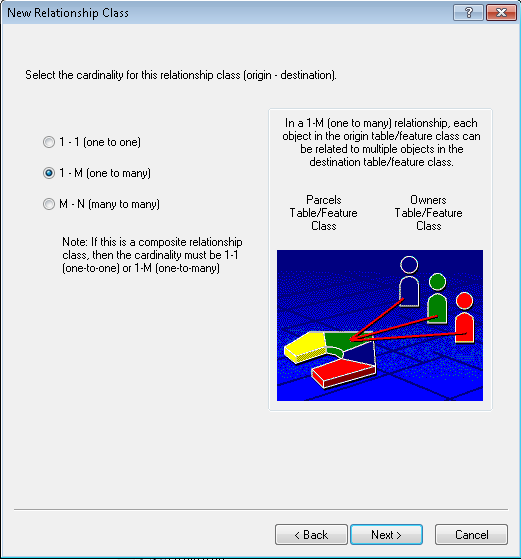 New Relationship Class
Select the cardinality for this relationship class (origin - destination).
1 - 1 (one to one)
1 - M (one to many)
M - N (many to many)
Note: If this is a composite relationship
class, then the cardinality must be 1-1
(one-to-one) or 1-M (one-to-many)
In a 1-M (one to many) relationship, each
object in the origin table/feature class can
be related to multiple objects in the
destination table/feature class.
Parcels
Table/Feature
Class
Owners
Table/Feature
Class
< Back
Next >
Cancel